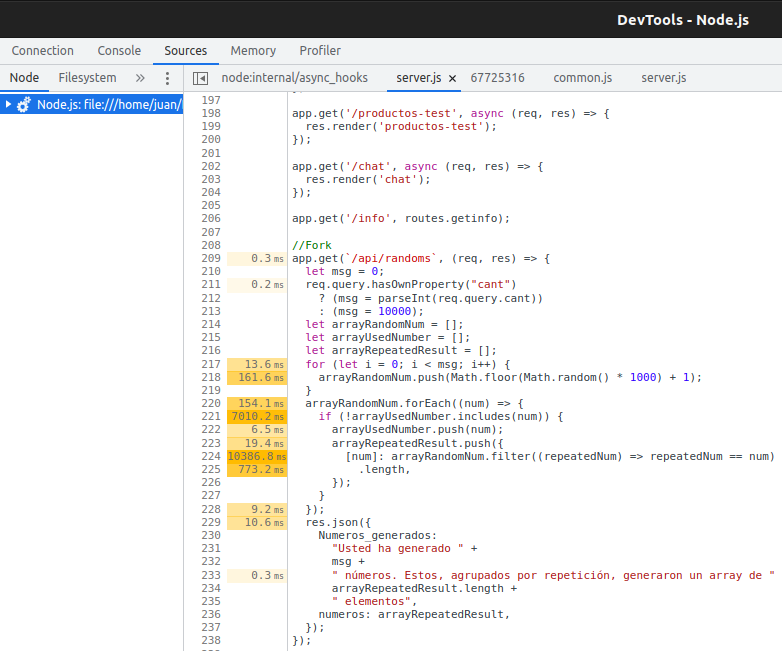 DevTools - Node.js
Connection Console Sources Memory Profiler
Node Filesystem » node:internal/async_hooks server.js × 67725316 common.js server.js
Node.js: file:///home/juan/
197
198 app.get('/productos-test', async (req, res) => {
199 res.render('productos-test');
200 });
201
202 app.get('/chat', async (req, res) => {
203 res.render('chat');
204 });
205
206 app.get('/info', routes.getinfo);
207
208 //Fork
209 0.3 ms app.get(`/api/randoms`, (req, res) => {
210 let msg = 0;
211 0.2 ms req.query.hasOwnProperty("cant")
212 ? (msg = parseInt(req.query.cant))
213 : (msg = 10000);
214 let arrayRandomNum = [];
215 let arrayUsedNumber = [];
216 let arrayRepeatedResult = [];
217 13.6 ms for (let i = 0; i < msg; i++) {
218 161.6 ms arrayRandomNum.push(Math.floor(Math.random() * 1000) + 1);
219 }
220 154.1 ms arrayRandomNum.forEach((num) => {
221 7010.2 ms if (!arrayUsedNumber.includes(num)) {
222 6.5 ms arrayUsedNumber.push(num);
223 19.4 ms arrayRepeatedResult.push({
224 10386.8 ms [num]: arrayRandomNum.filter((repeatedNum) => repeatedNum == num)
225 773.2 ms .length,
226 });
227 }
228 9.2 ms });
229 10.6 ms res.json({
230 Numeros_generados:
231 "Usted ha generado " +
232 msg +
233 0.3 ms " números. Estos, agrupados por repetición, generaron un array de "
234 arrayRepeatedResult.length +
235 " elementos",
236 numeros: arrayRepeatedResult,
237 });
238 });